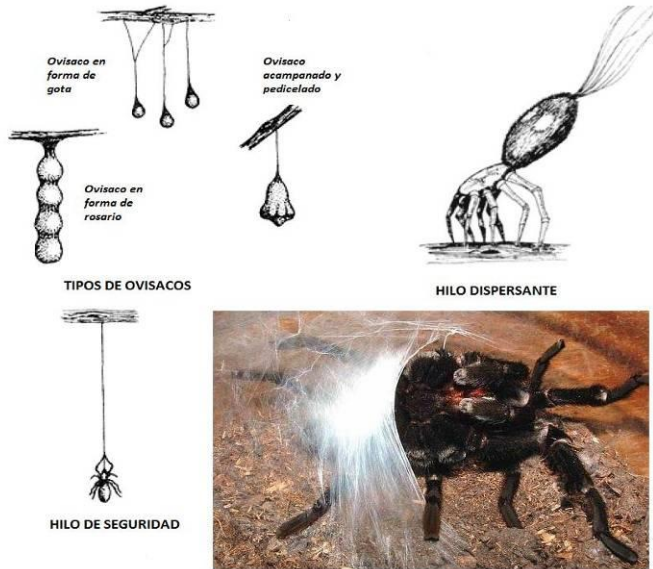 Ovisaco en
forma de
gota
Ovisaco
acampanado y
pedicelado
Ovisaco en
forma de
rosario
TIPOS DE OVISACOS
HILO DISPERSANTE
HILO DE SEGURIDAD